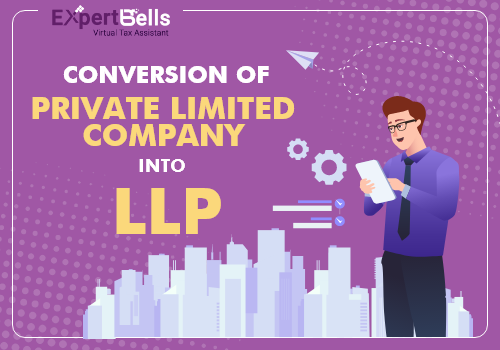 ExpertBells
Virtual Tax Assistant
CONVERSION OF
PRIVATE LIMITED
COMPANY
INTO
LLP